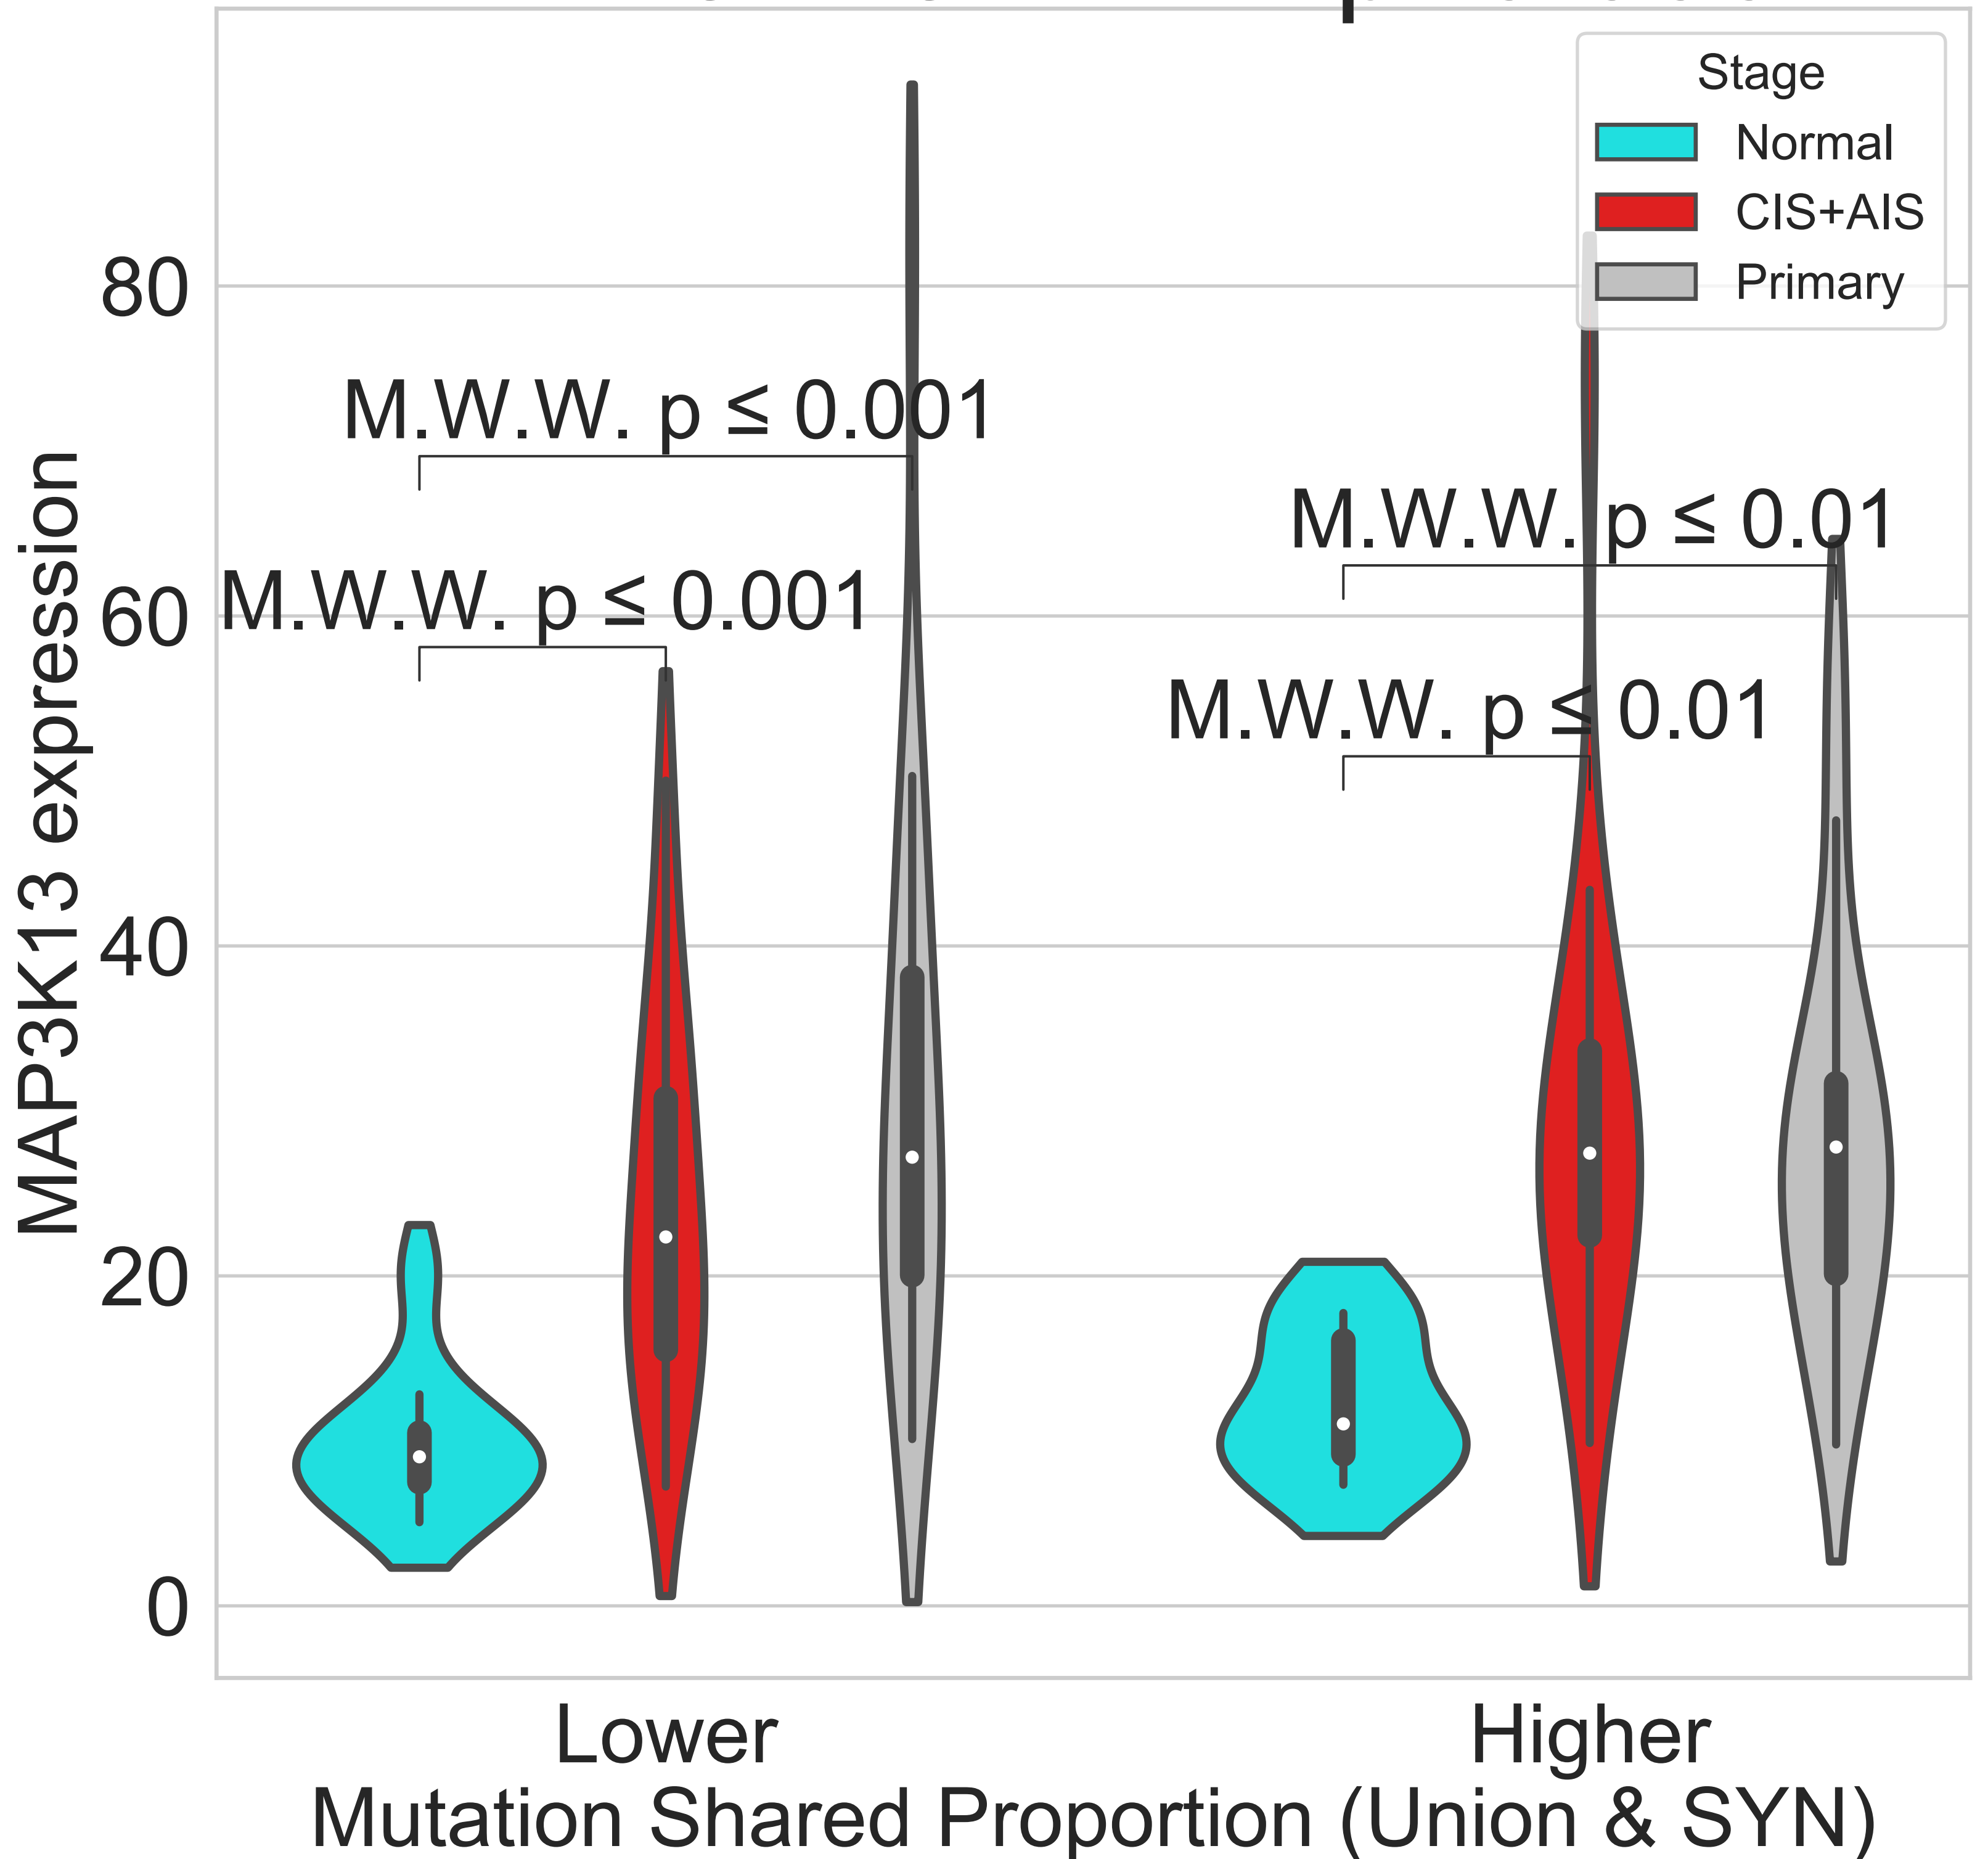 Stage
Normal
CIS+AIS
Primary
80
60
40
20
0
MAP3K13 expression
M.W.W. p ≤ 0.001
M.W.W. p ≤ 0.01
M.W.W. p ≤ 0.001
M.W.W. p ≤ 0.01
Lower
Higher
Mutation Shared Proportion (Union & SYN)